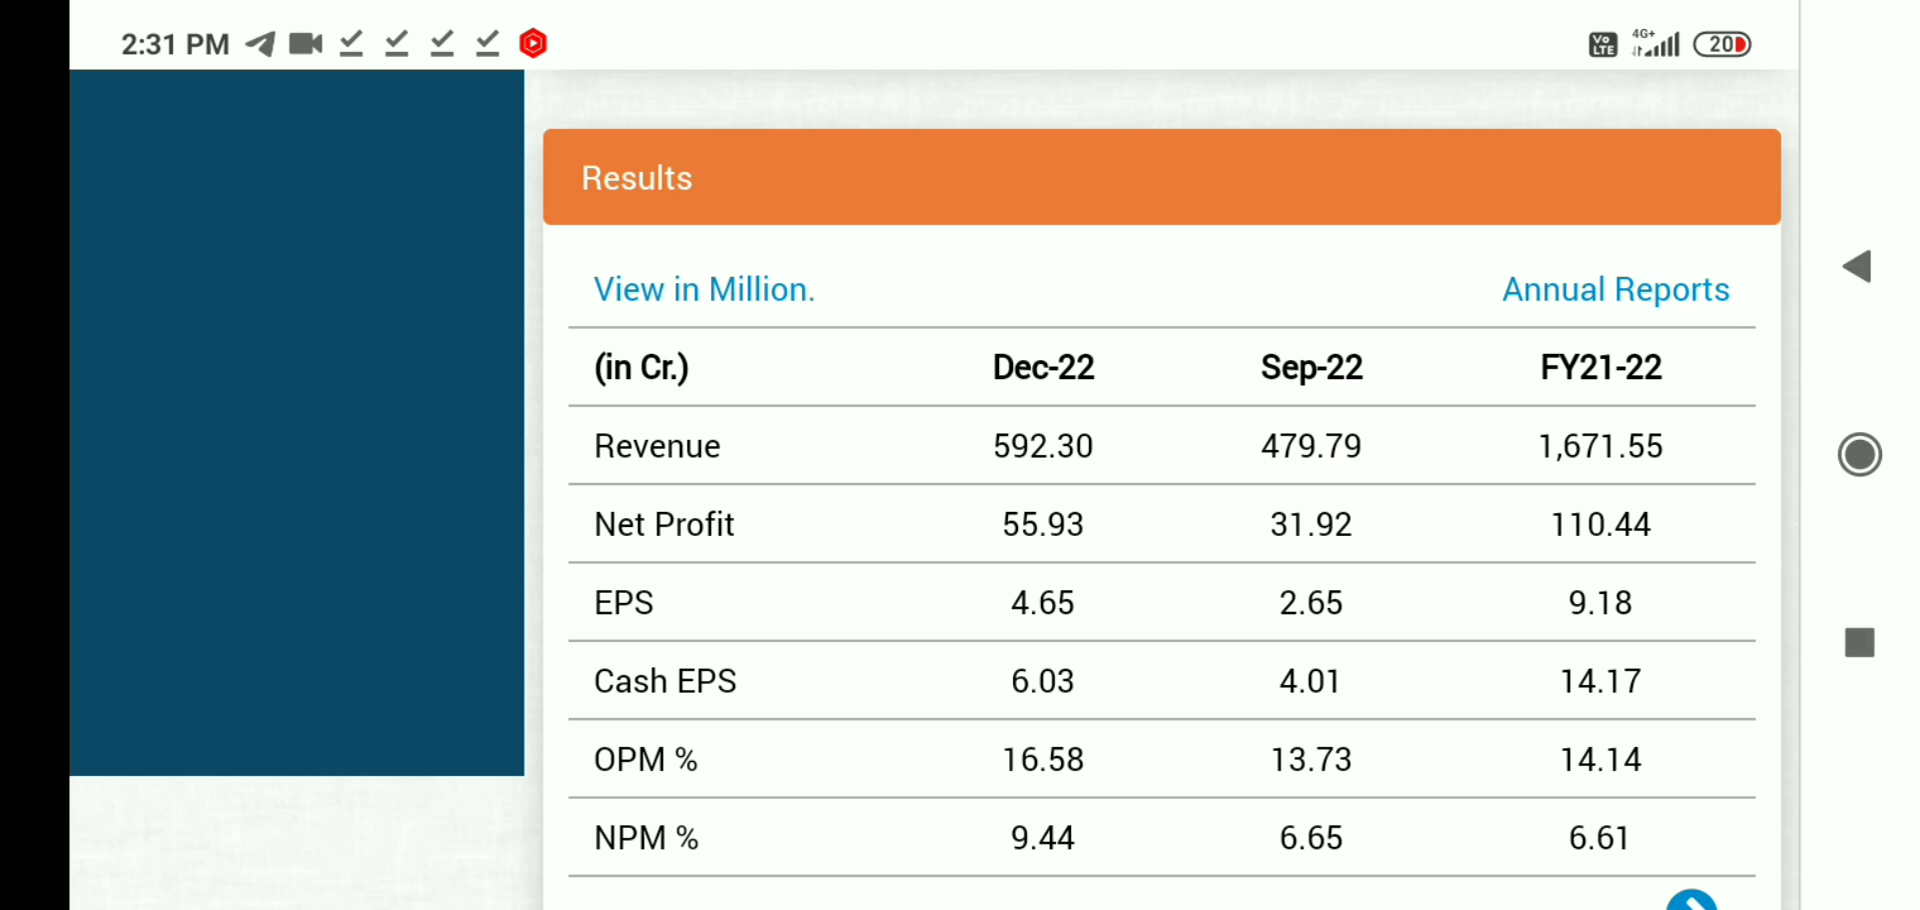 2:31 PM
Vo LTE 4G+ 20
Results
View in Million. Annual Reports
(in Cr.) Dec-22 Sep-22 FY21-22
Revenue 592.30 479.79 1,671.55
Net Profit 55.93 31.92 110.44
EPS 4.65 2.65 9.18
Cash EPS 6.03 4.01 14.17
OPM % 16.58 13.73 14.14
NPM % 9.44 6.65 6.61